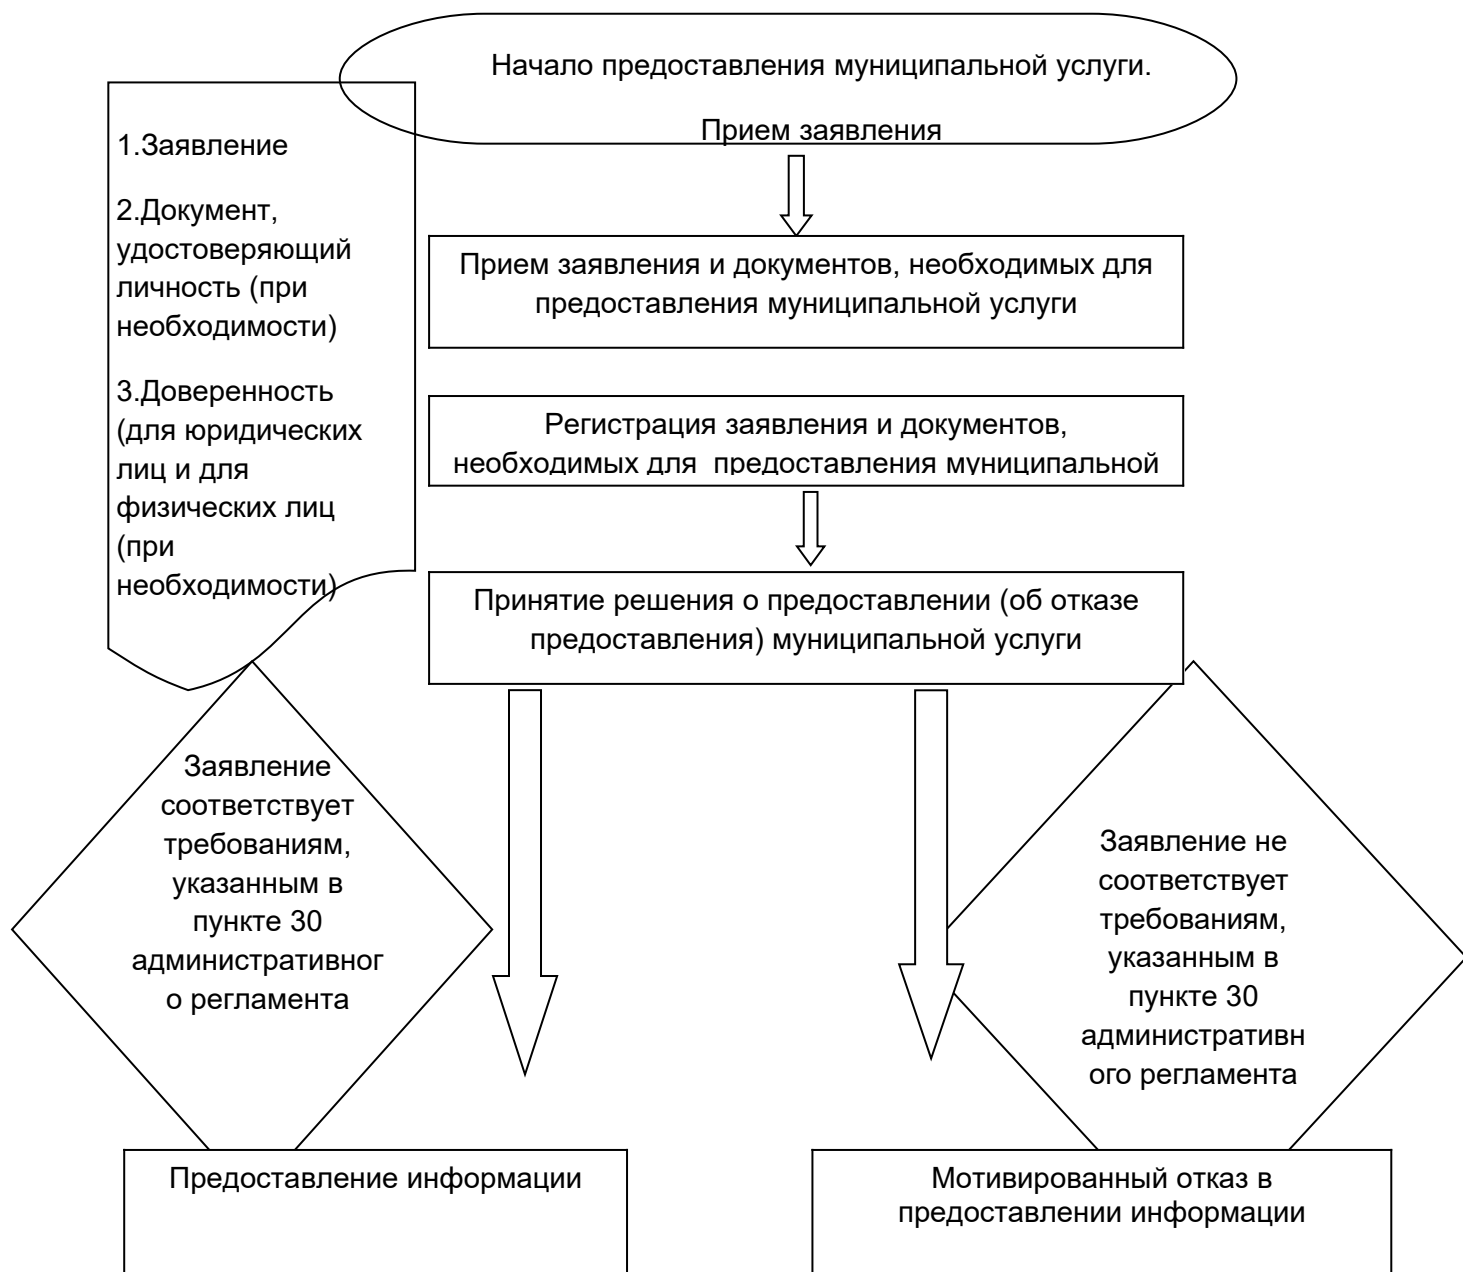 Начало предоставления муниципальной услуги.
Прием заявления
1.Заявление
2.Документ,
удостоверяющий
личность (при
необходимости)
3.Доверенность
(для юридических
лиц и для
физических лиц
(при
необходимости)
Прием заявления и документов, необходимых для
предоставления муниципальной услуги
Регистрация заявления и документов,
необходимых для  предоставления муниципальной
Принятие решения о предоставлении (об отказе
предоставления) муниципальной услуги
Заявление
соответствует
требованиям,
указанным в
пункте 30
административног
о регламента
Заявление не
соответствует
требованиям,
указанным в
пункте 30
административн
ого регламента
Предоставление информации
Мотивированный отказ в
предоставлении информации